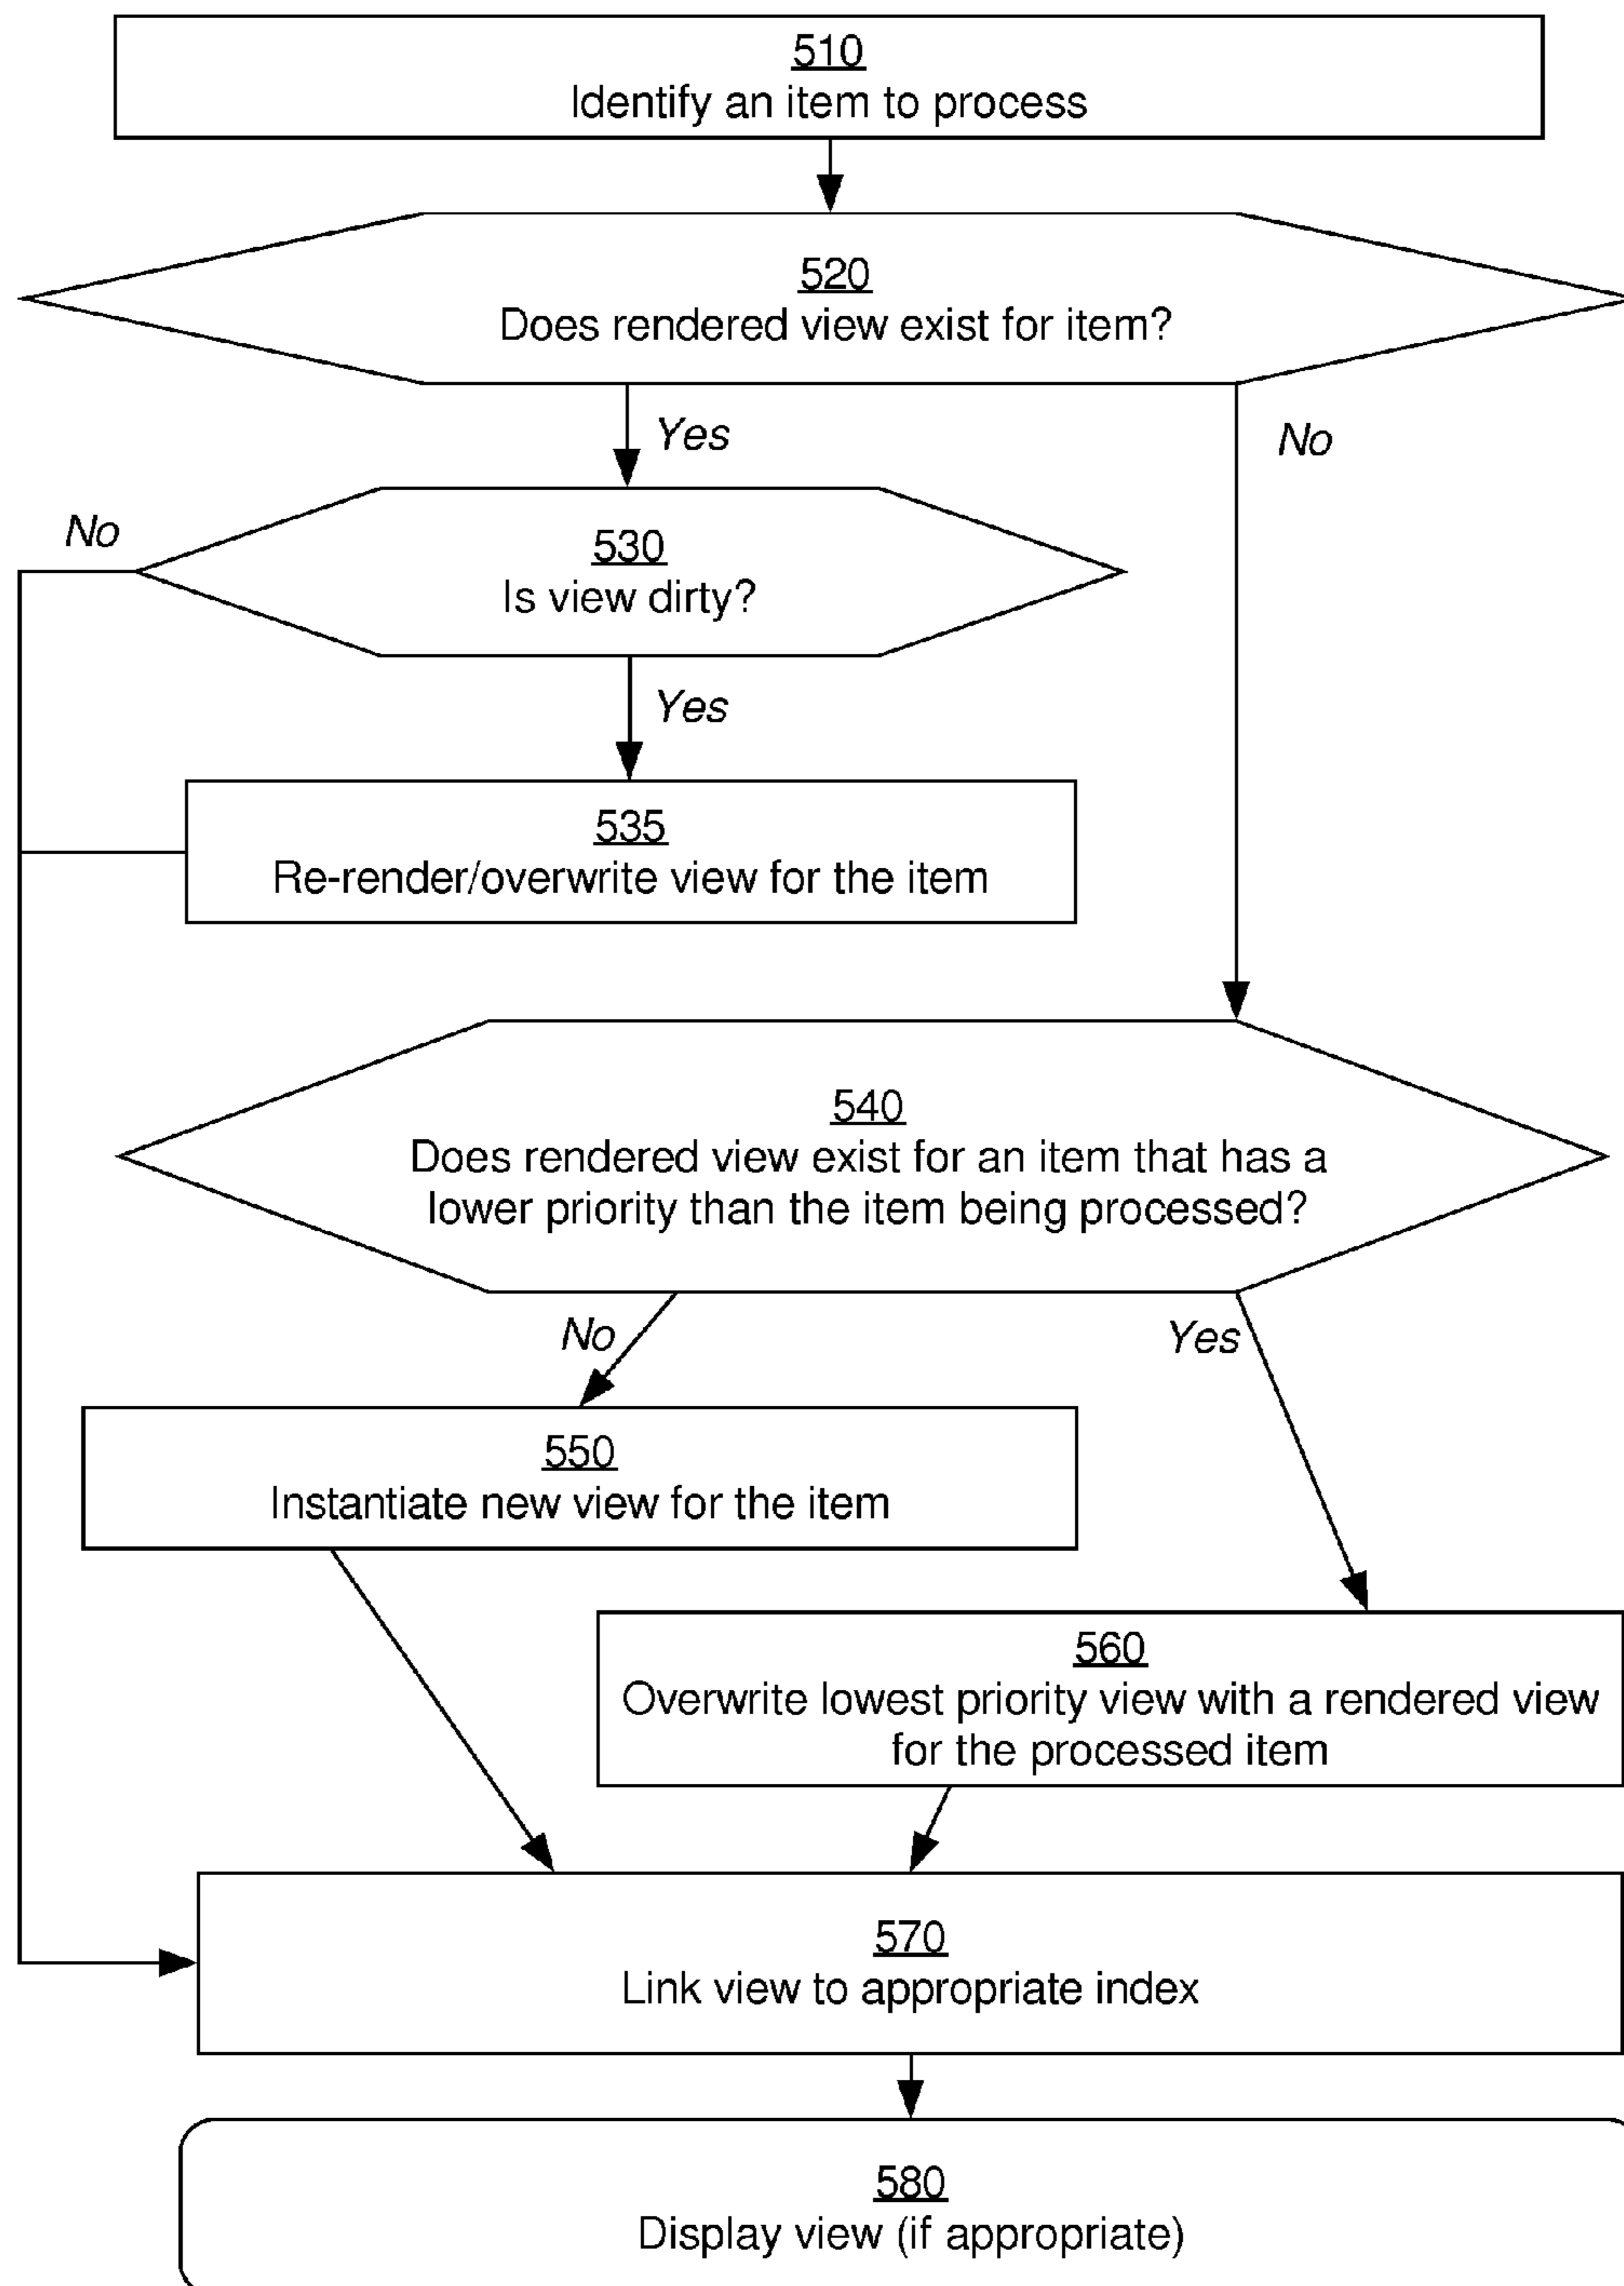 510
Identify an item to process
520
Does rendered view exist for item?
Yes
No
No
530
Is view dirty?
Yes
535
Re-render/overwrite view for the item
540
Does rendered view exist for an item that has a
lower priority than the item being processed?
No
Yes
550
Instantiate new view for the item
560
Overwrite lowest priority view with a rendered view
for the processed item
570
Link view to appropriate index
580
Display view (if appropriate)